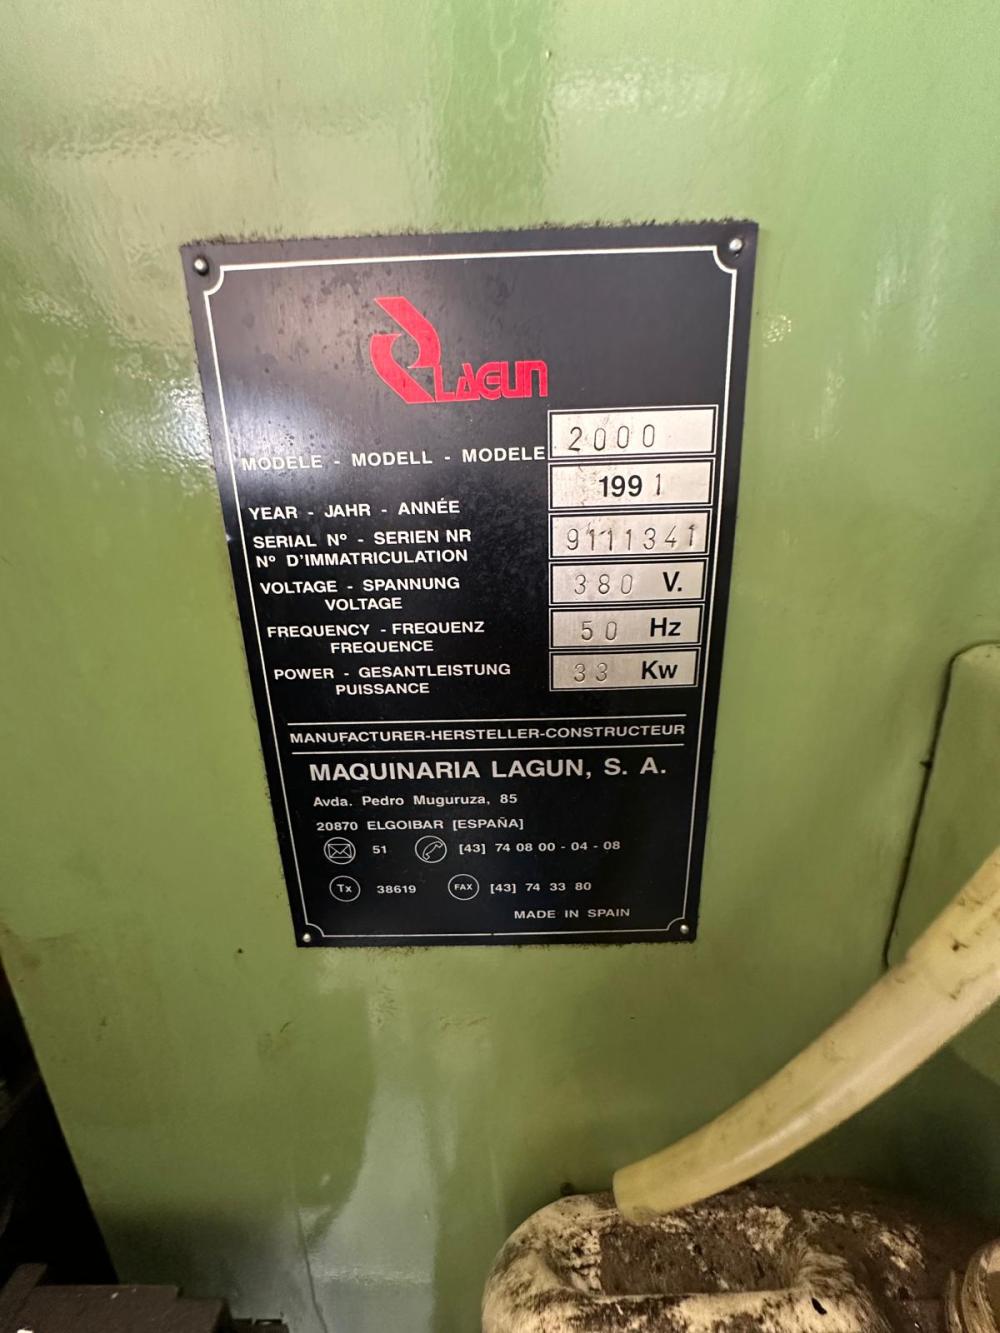 LAGUN
MODELE - MODELL - MODELE 2000
YEAR - JAHR - ANNÉE 1991
SERIAL Nº - SERIEN NR 9111341
Nº D'IMMATRICULATION
VOLTAGE - SPANNUNG 380 V.
VOLTAGE
FREQUENCY - FREQUENZ 50 Hz
FREQUENCE
POWER - GESANTLEISTUNG 33 Kw
PUISSANCE
MANUFACTURER-HERSTELLER-CONSTRUCTEUR
MAQUINARIA LAGUN, S. A.
Avda. Pedro Muguruza, 85
20870 ELGOIBAR [ESPAÑA]
51 [43] 74 08 00 - 04 - 08
Tx 38619 FAX [43] 74 33 80
MADE IN SPAIN